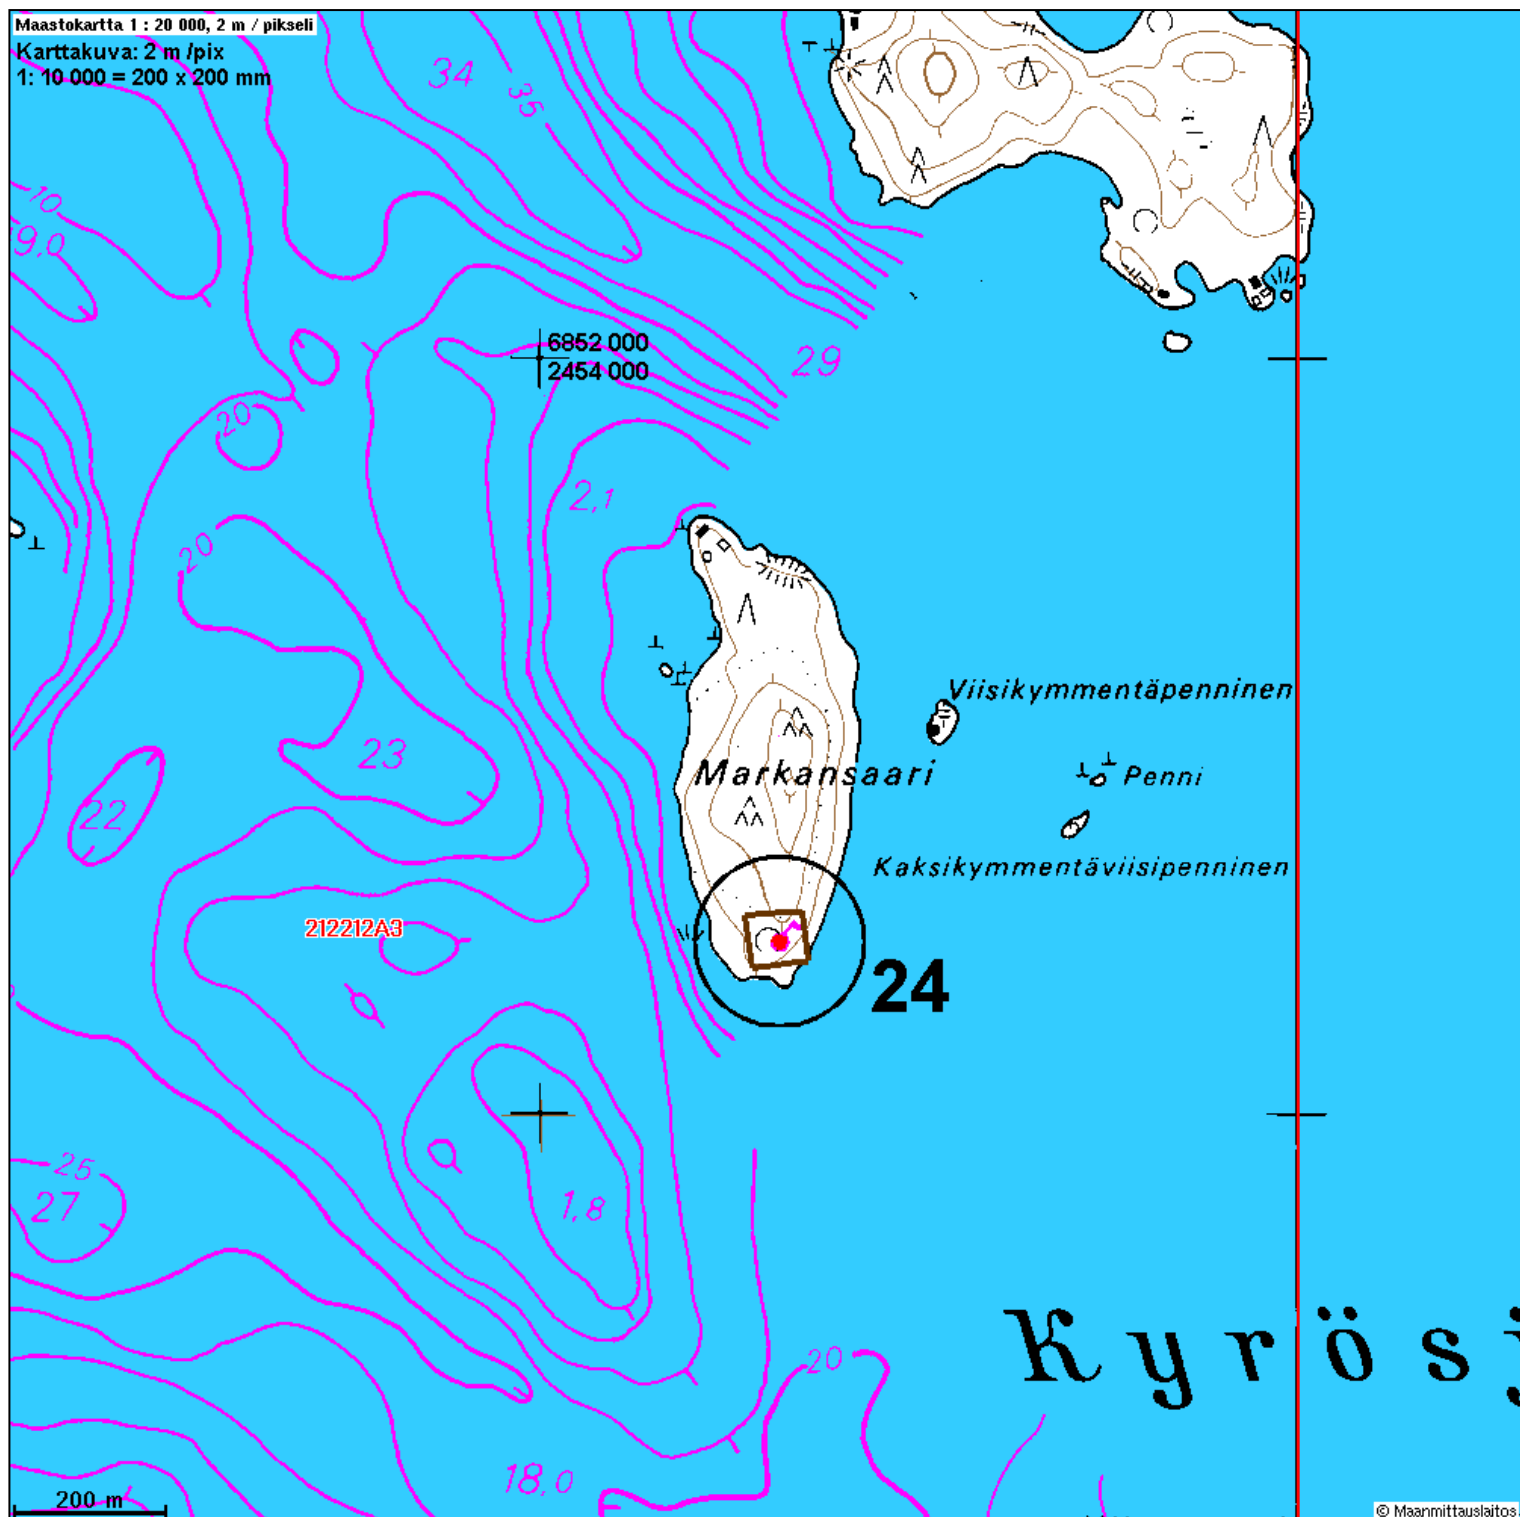 Maastokartta 1 : 20 000, 2 m / pikseli
Karttakuva: 2 m /pix
1: 10 000 = 200 x 200 mm
34
35
10
9,0
6852 000
2454 000
29
20
2,1
20
Viisikymmentäpenninen
23
Markansaari
Penni
22
Kaksikymmentäviisipenninen
212212A3
24
25
27
1,8
Kyrösj
20
18,0
200 m
© Maanmittauslaitos